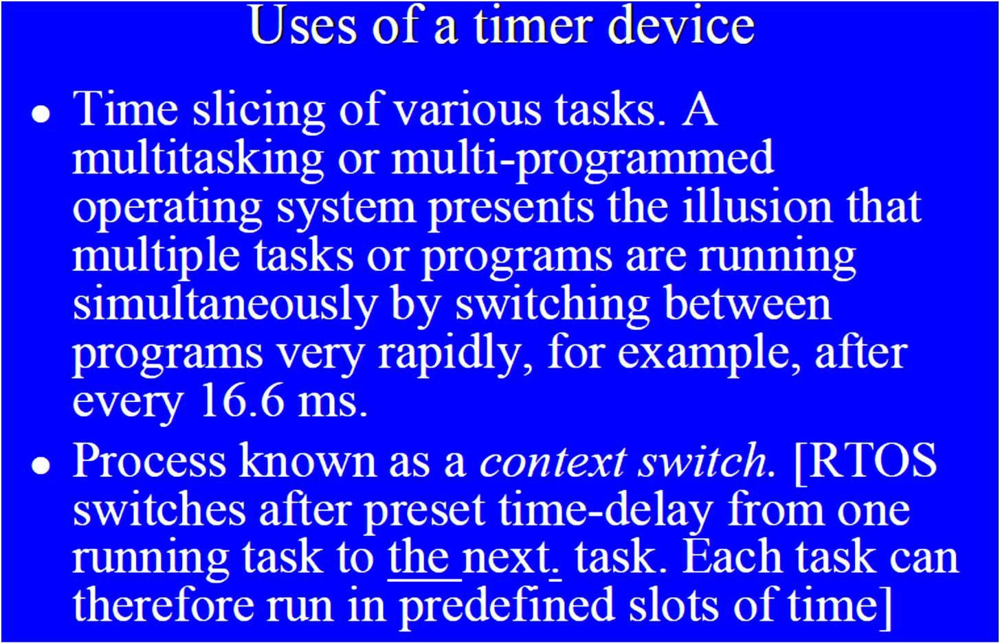 Uses of a timer device
• Time slicing of various tasks. A
multitasking or multi-programmed
operating system presents the illusion that
multiple tasks or programs are running
simultaneously by switching between
programs very rapidly, for example, after
every 16.6 ms.
• Process known as a context switch. [RTOS
switches after preset time-delay from one
running task to the next. task. Each task can
therefore run in predefined slots of time]